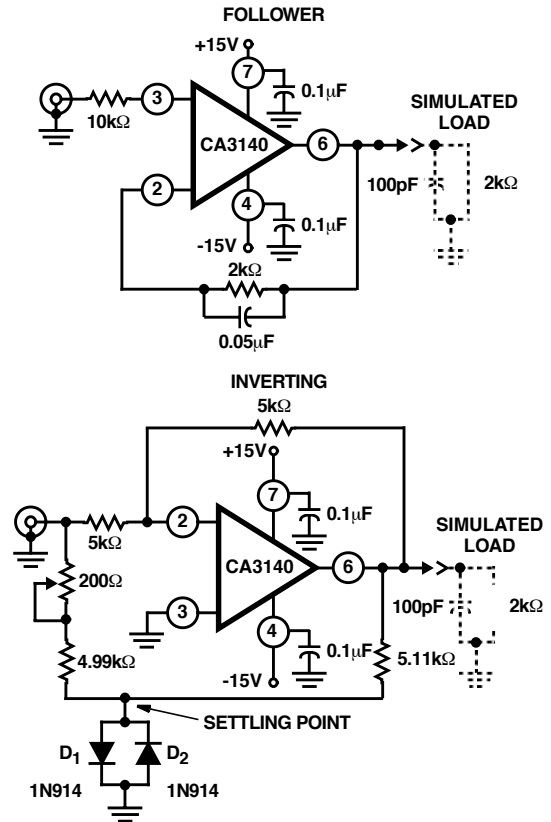 FOLLOWER
+15V
7
0.1µF
3
10kΩ
CA3140
6
SIMULATED
LOAD
100pF
2kΩ
2
4
0.1µF
-15V
2kΩ
0.05µF
INVERTING
5kΩ
+15V
7
0.1µF
5kΩ
2
CA3140
6
SIMULATED
LOAD
200Ω
3
100pF
2kΩ
4
0.1µF
4.99kΩ
5.11kΩ
-15V
SETTLING POINT
D1
D2
1N914
1N914